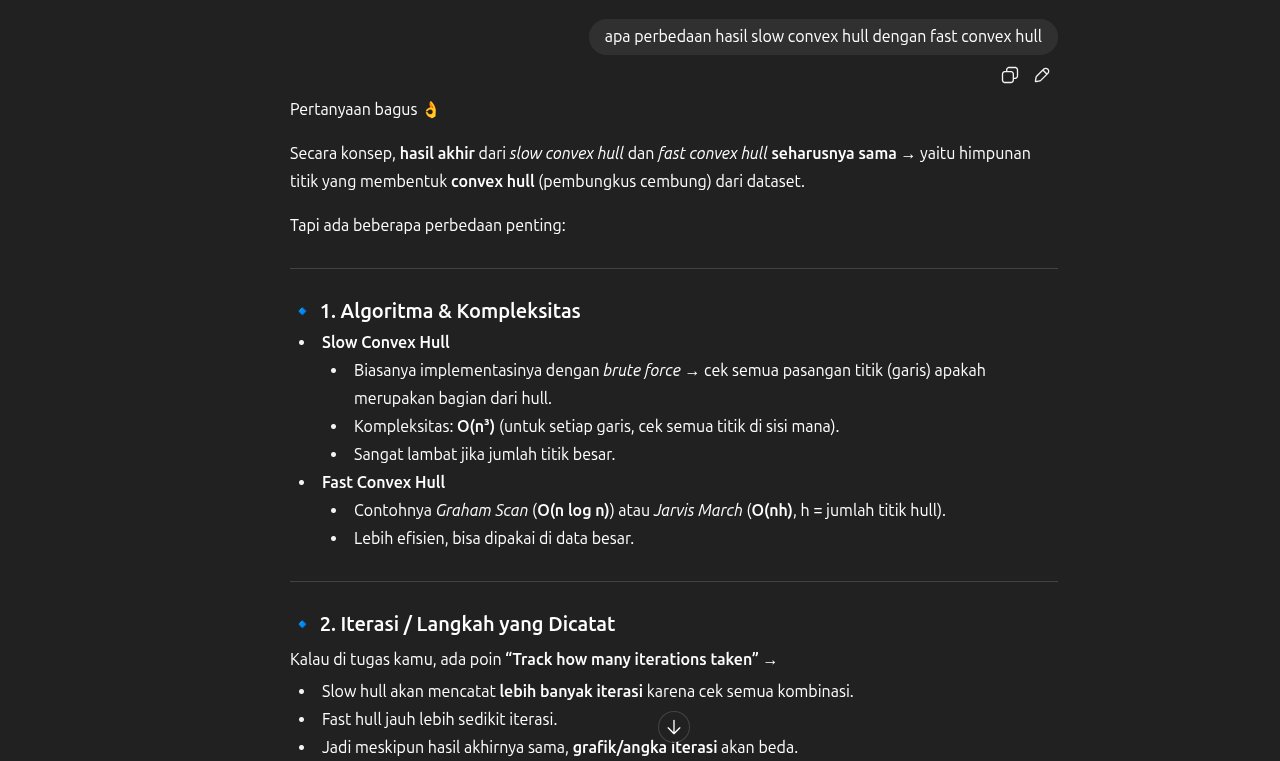 apa perbedaan hasil slow convex hull dengan fast convex hull
Pertanyaan bagus 👌
Secara konsep, hasil akhir dari slow convex hull dan fast convex hull seharusnya sama → yaitu himpunan
titik yang membentuk convex hull (pembungkus cembung) dari dataset.
Tapi ada beberapa perbedaan penting:
🔹 1. Algoritma & Kompleksitas
• Slow Convex Hull
• Biasanya implementasinya dengan brute force → cek semua pasangan titik (garis) apakah
merupakan bagian dari hull.
• Kompleksitas: O(n³) (untuk setiap garis, cek semua titik di sisi mana).
• Sangat lambat jika jumlah titik besar.
• Fast Convex Hull
• Contohnya Graham Scan (O(n log n)) atau Jarvis March (O(nh), h = jumlah titik hull).
• Lebih efisien, bisa dipakai di data besar.
🔹 2. Iterasi / Langkah yang Dicatat
Kalau di tugas kamu, ada poin “Track how many iterations taken” →
• Slow hull akan mencatat lebih banyak iterasi karena cek semua kombinasi.
• Fast hull jauh lebih sedikit iterasi.
• Jadi meskipun hasil akhirnya sama, grafik/angka iterasi akan beda.